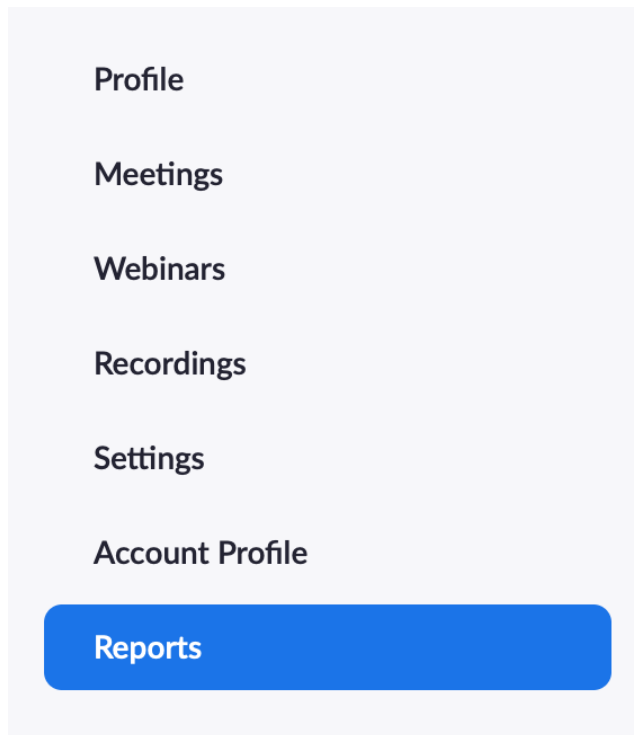 Profile
Meetings
Webinars
Recordings
Settings
Account Profile
Reports